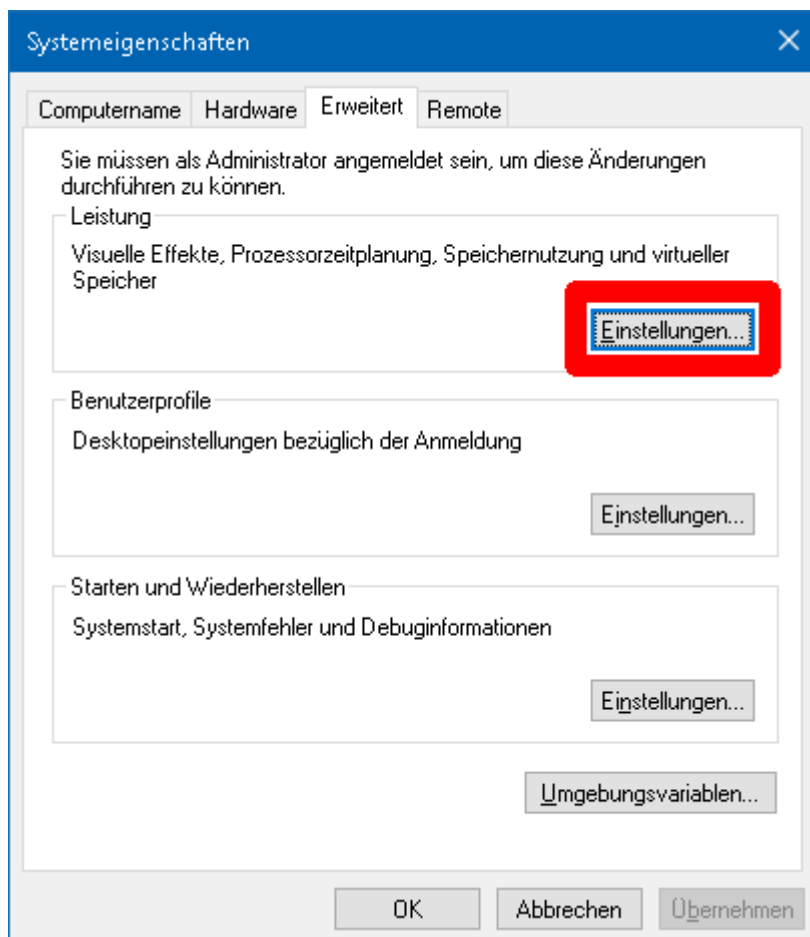 Systemeigenschaften
Computername Hardware Erweitert Remote
Sie müssen als Administrator angemeldet sein, um diese Änderungen
durchführen zu können.
Leistung
Visuelle Effekte, Prozessorzeitplanung, Speichernutzung und virtueller
Speicher
Einstellungen...
Benutzerprofile
Desktopeinstellungen bezüglich der Anmeldung
Einstellungen...
Starten und Wiederherstellen
Systemstart, Systemfehler und Debuginformationen
Einstellungen...
Umgebungsvariablen...
OK Abbrechen Übernehmen